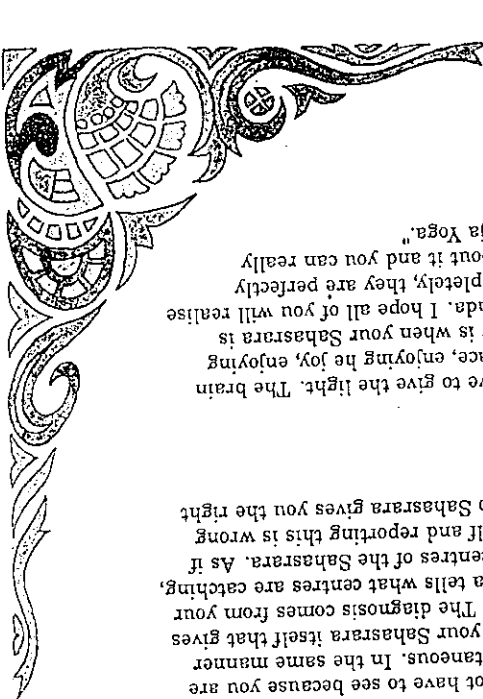 ot have to see because you are
taneous. In the same manner
your Sahasrara itself that gives
The diagnosis comes from your
a tells what centres are catching,
centres of the Sahasrara. As if
lf and reporting this is wrong
o Sahasrara gives you the right
ve to give the light. The brain
ace, enjoying he joy, enjoying
is when your Sahasrara is
nda. I hope all of you will realise
pletely, they are perfectly
out it and you can really
ja Yoga."